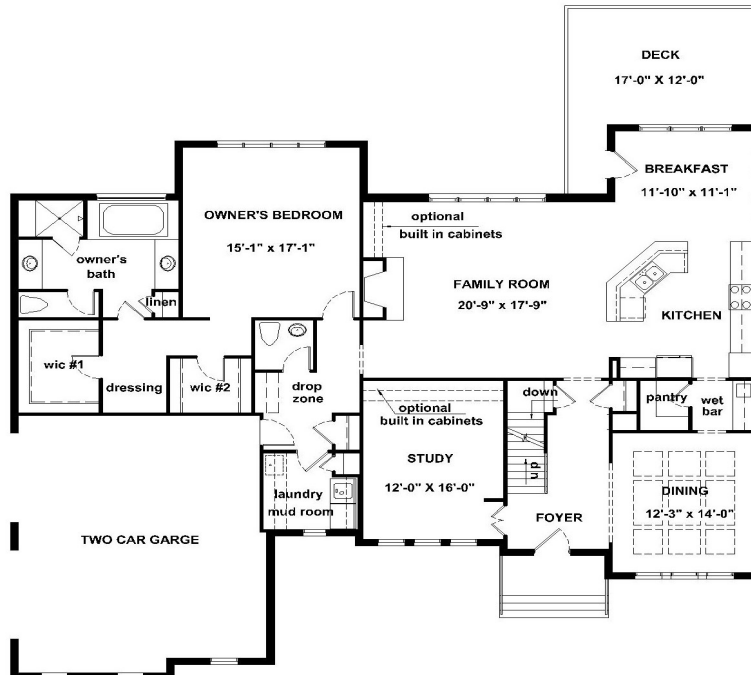 DECK
17'-0" X 12'-0"
BREAKFAST
11'-10" x 11'-1"
OWNER'S BEDROOM
15'-1" x 17'-1"
optional
built in cabinets
owner's
bath
linen
FAMILY ROOM
20'-9" x 17'-9"
KITCHEN
wic #1
dressing
wic #2
drop
zone
optional
built in cabinets
down
pantry
wet
bar
STUDY
12'-0" X 16'-0"
up
laundry
mud room
FOYER
DINING
12'-3" x 14'-0"
TWO CAR GARGE